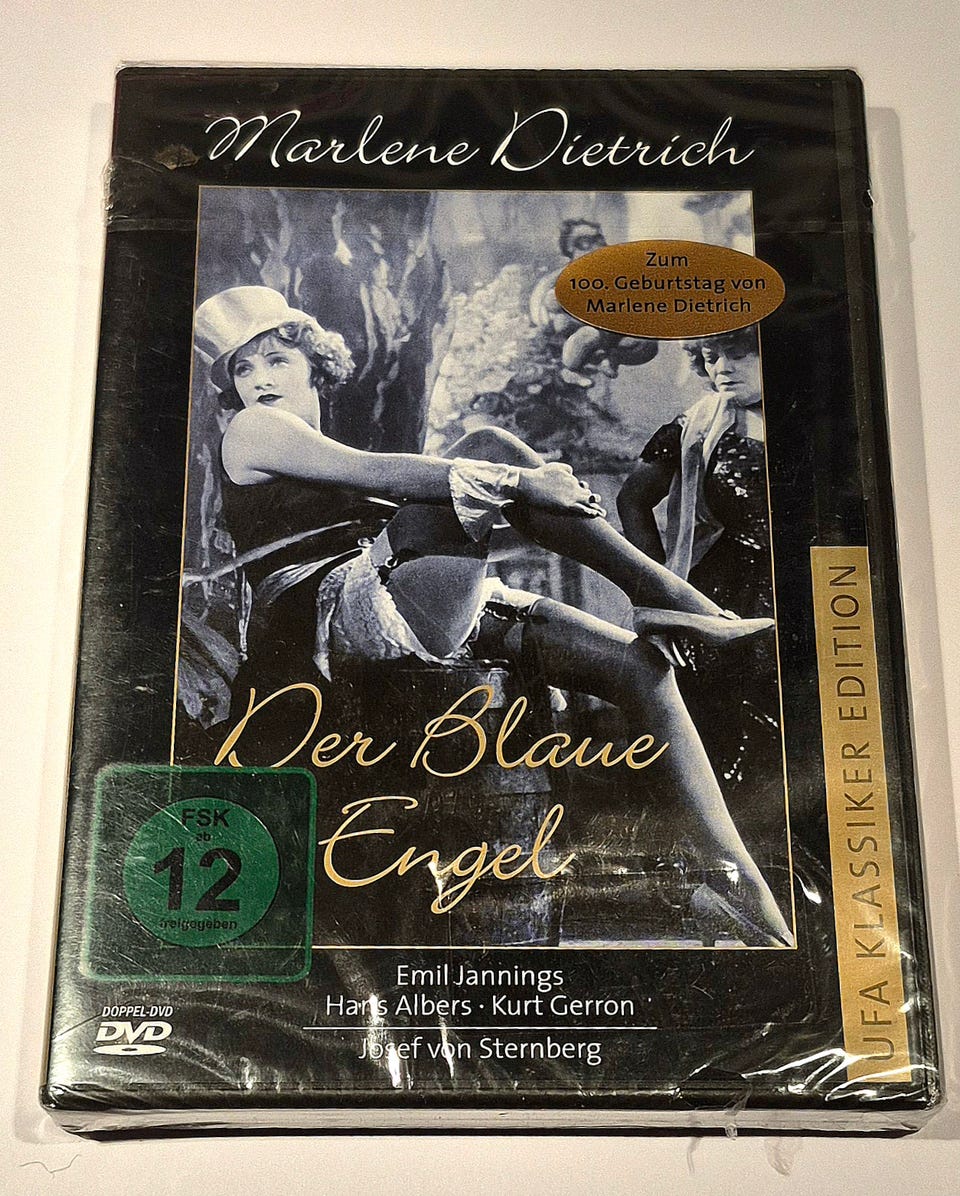 Marlene Dietrich
Zum
100. Geburtstag von
Marlene Dietrich
Der Blaue
Engel
FSK
ab
12
freigegeben
Emil Jannings
Hans Albers · Kurt Gerron
Josef von Sternberg
DOPPEL-DVD
DVD
UFA KLASSIKER EDITION